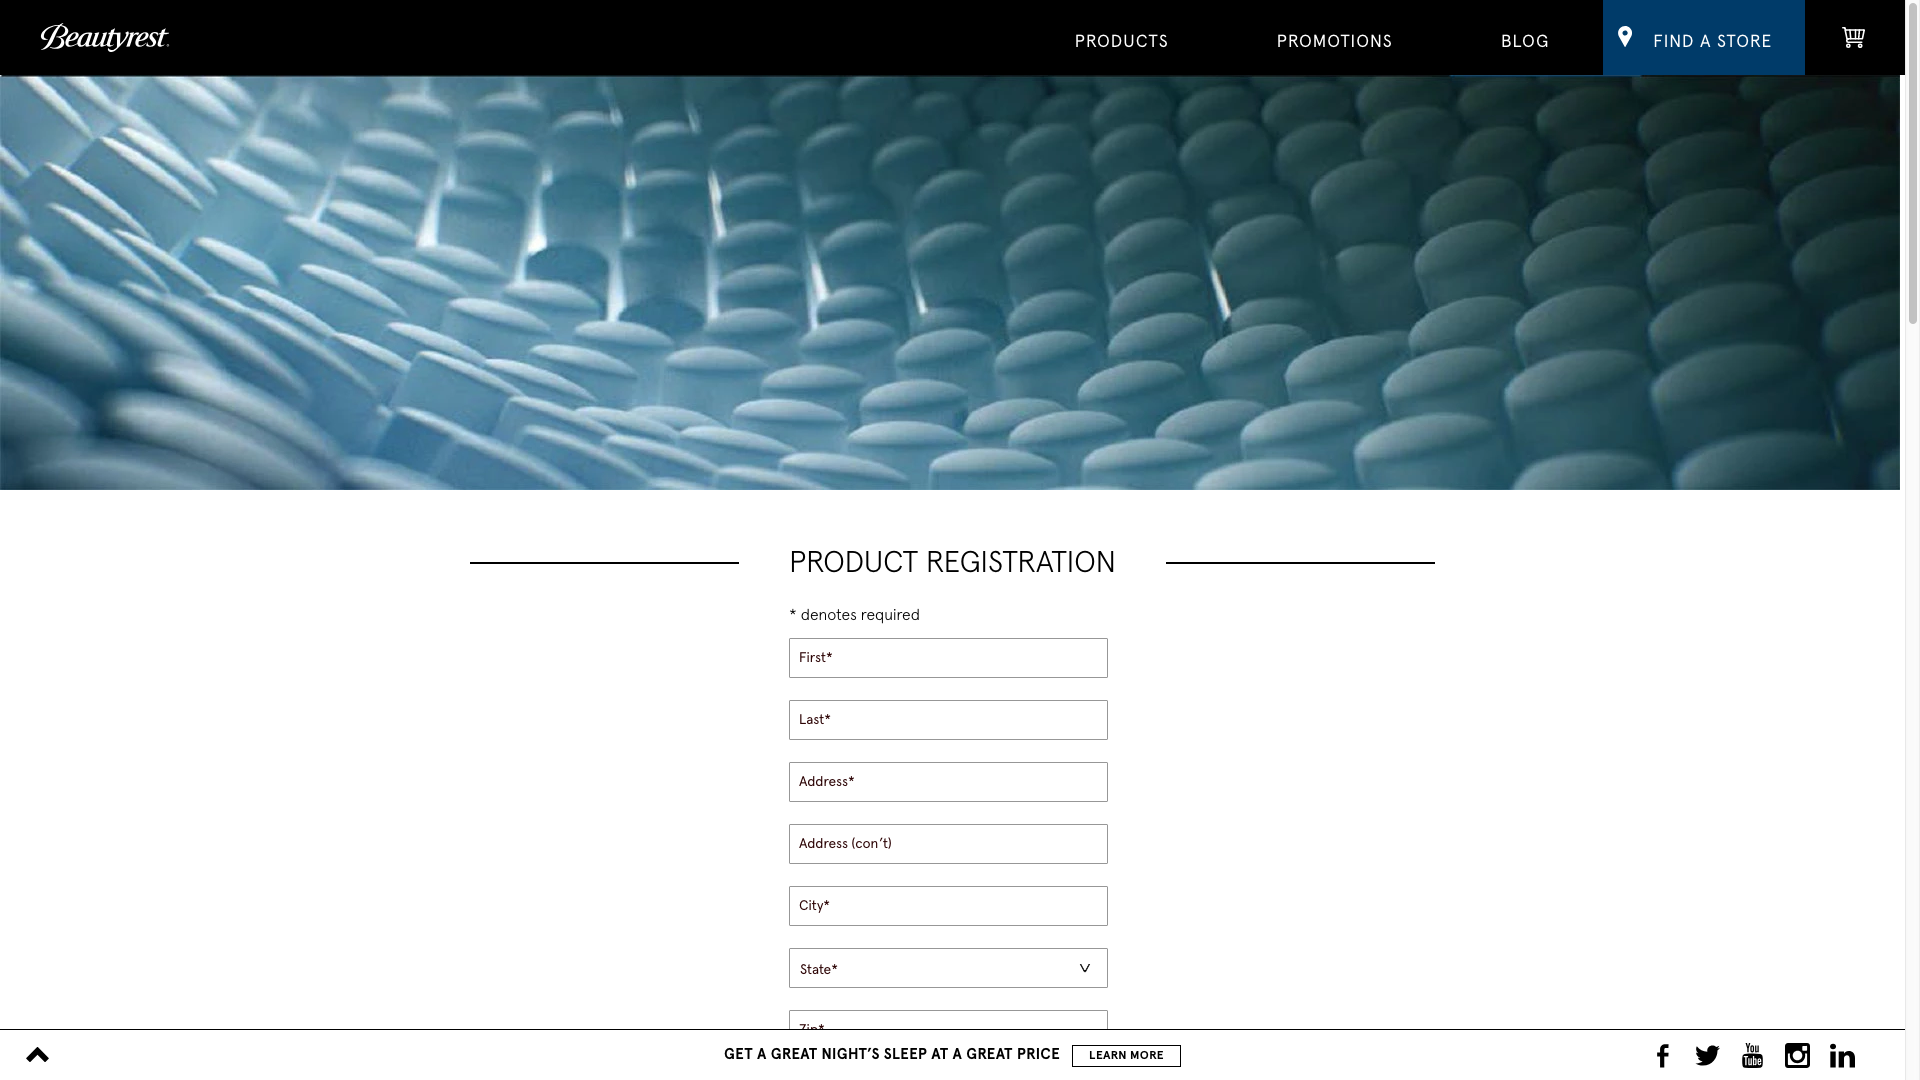 Beautyrest
PRODUCTS
PROMOTIONS
BLOG
FIND A STORE
PRODUCT REGISTRATION
* denotes required
First*
Last*
Address*
Address (con't)
City*
State*
Zip*
GET A GREAT NIGHT'S SLEEP AT A GREAT PRICE
LEARN MORE
You
Tube